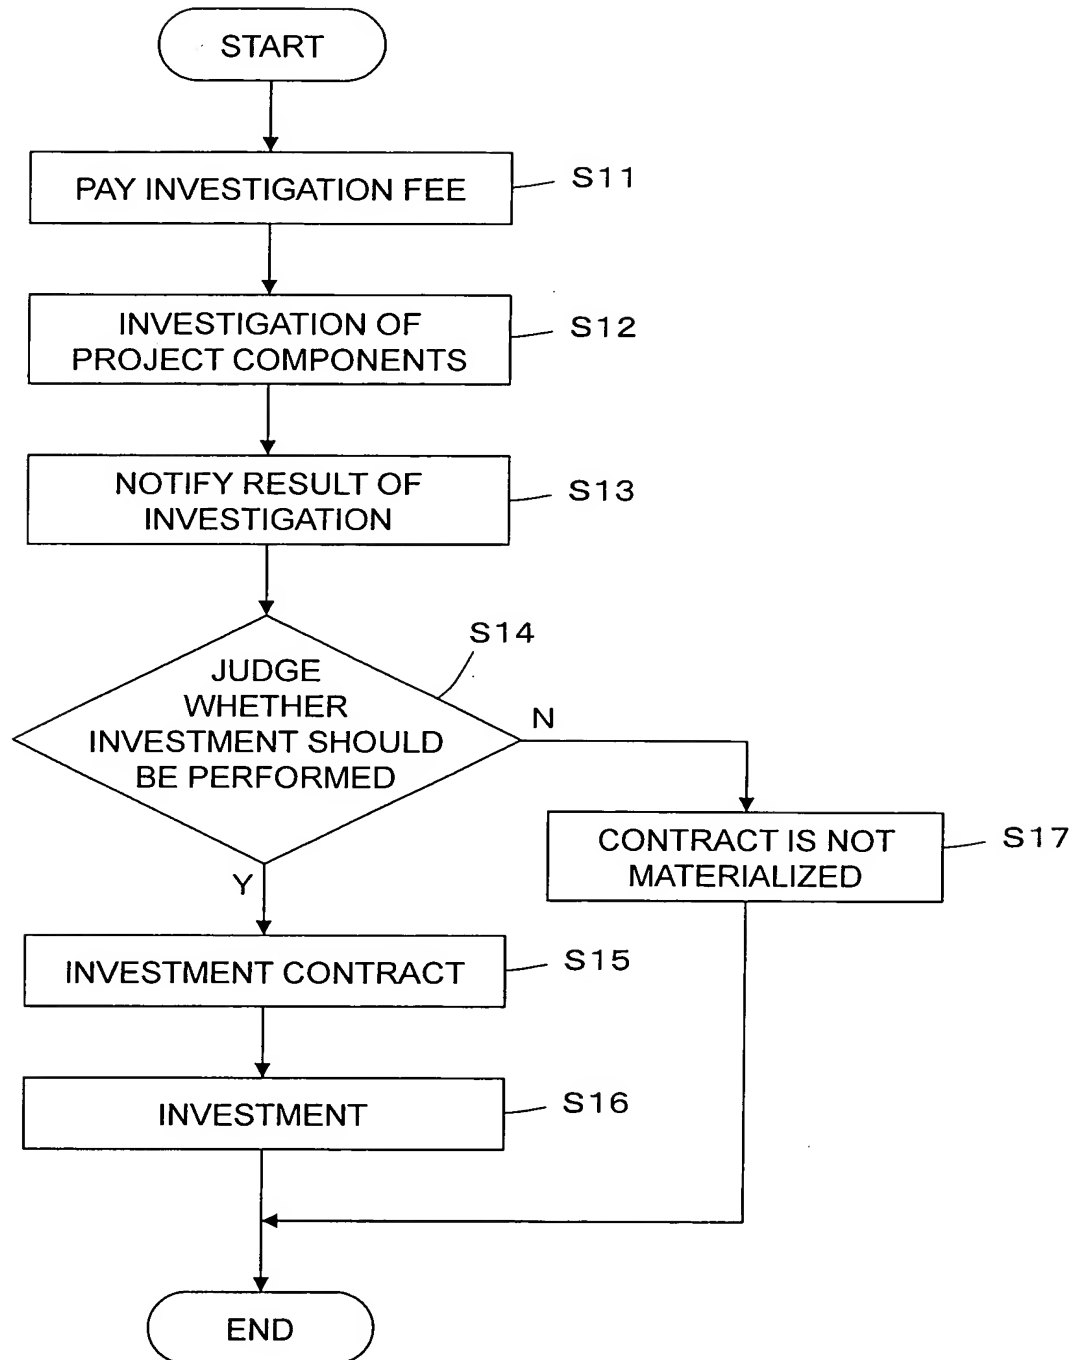 START
PAY INVESTIGATION FEE
S11
INVESTIGATION OF
PROJECT COMPONENTS
S12
NOTIFY RESULT OF
INVESTIGATION
S13
S14
JUDGE
WHETHER
INVESTMENT SHOULD
BE PERFORMED
N
CONTRACT IS NOT
MATERIALIZED
S17
Y
INVESTMENT CONTRACT
S15
INVESTMENT
S16
END